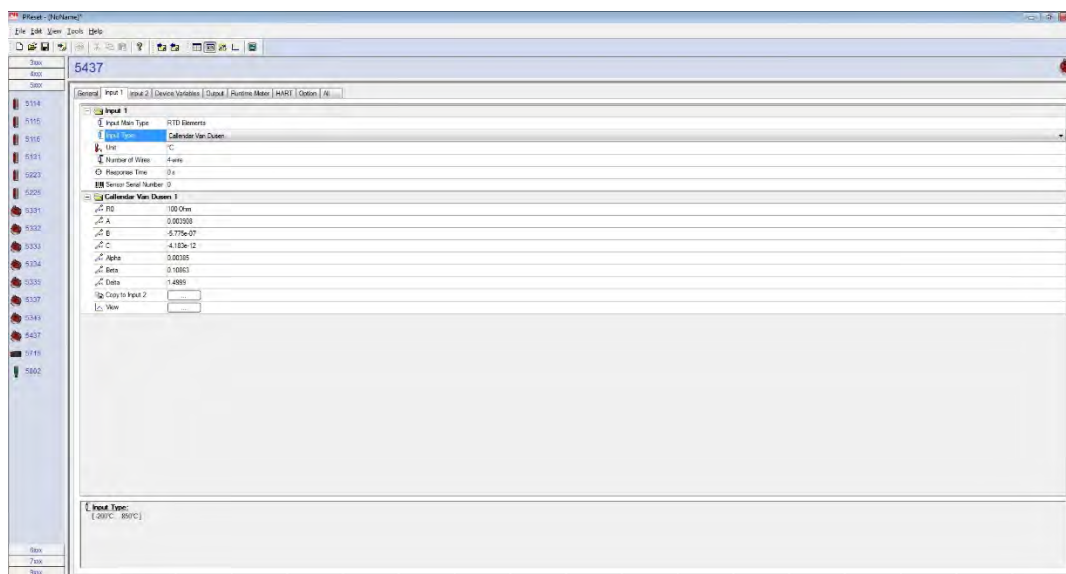 PReset - [NoName]*
File Edit View Tools Help
3xxx
4xxx
5xxx
5114
5115
5116
5131
5223
5225
5331
5332
5333
5334
5335
5337
5343
5437
5715
5802
6xxx
7xxx
9xxx
5437
General Input 1 Input 2 Device Variables Output Runtime Meter HART Option All ...
Input 1
Input Main Type RTD Elements
Input Type: Callendar Van Dusen
Unit °C
Number of Wires 4-wire
Response Time 0 s
Sensor Serial Number 0
Callendar Van Dusen 1
R0 100 Ohm
A 0.003908
B -5.775e-07
C -4.183e-12
Alpha 0.00385
Beta 0.10863
Delta 1.4999
Copy to Input 2 ...
View ...
Input Type:
[-200°C 850°C]